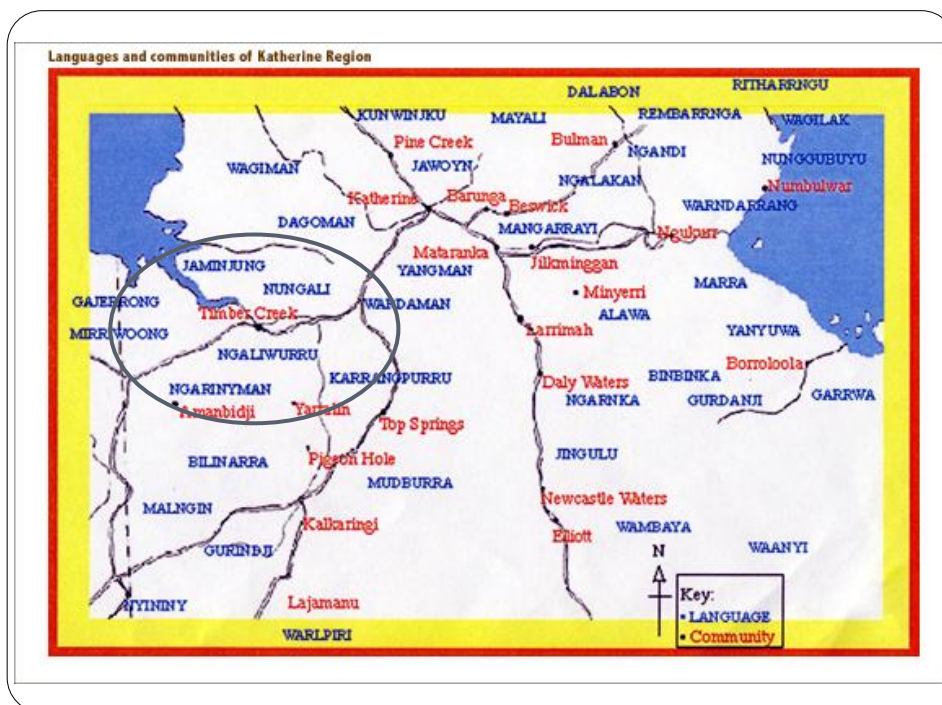 Languages and communities of Katherine Region
RITHARRNGU
DALABON
KUNWINJKU
MAYALI
REMBARRNGA
WAGILAK
Pine Creek
Bulman
NGANDI
WAGIMAN
JAWOYN
NUNGGUBUYU
NGALAKAN
Numbulwar
Katherine
Barunga
Beswick
WARNDARRANG
DAGOMAN
MANGARRAYI
Ngukurr
Mataranka
JAMINJUNG
YANGMAN
Jilkminggan
NUNGALI
MARRA
GAJERRONG
WARDAMAN
Minyerri
Timber Creek
ALAWA
MIRRIWOONG
Larrimah
YANYUWA
NGALIWURRU
Borroloola
KARRANGPURRU
BINBINKA
NGARINYMAN
Daly Waters
GARRWA
Amanbidji
Yarralin
NGARNKA
GURDANJI
Top Springs
BILINARRA
Pigeon Hole
JINGULU
MUDBURRA
MALNGIN
Newcastle Waters
Kalkaringi
WAMBAYA
Elliott
GURINDJI
N
WAANYI
NYININY
Lajamanu
Key:
LANGUAGE
WARLPIRI
Community